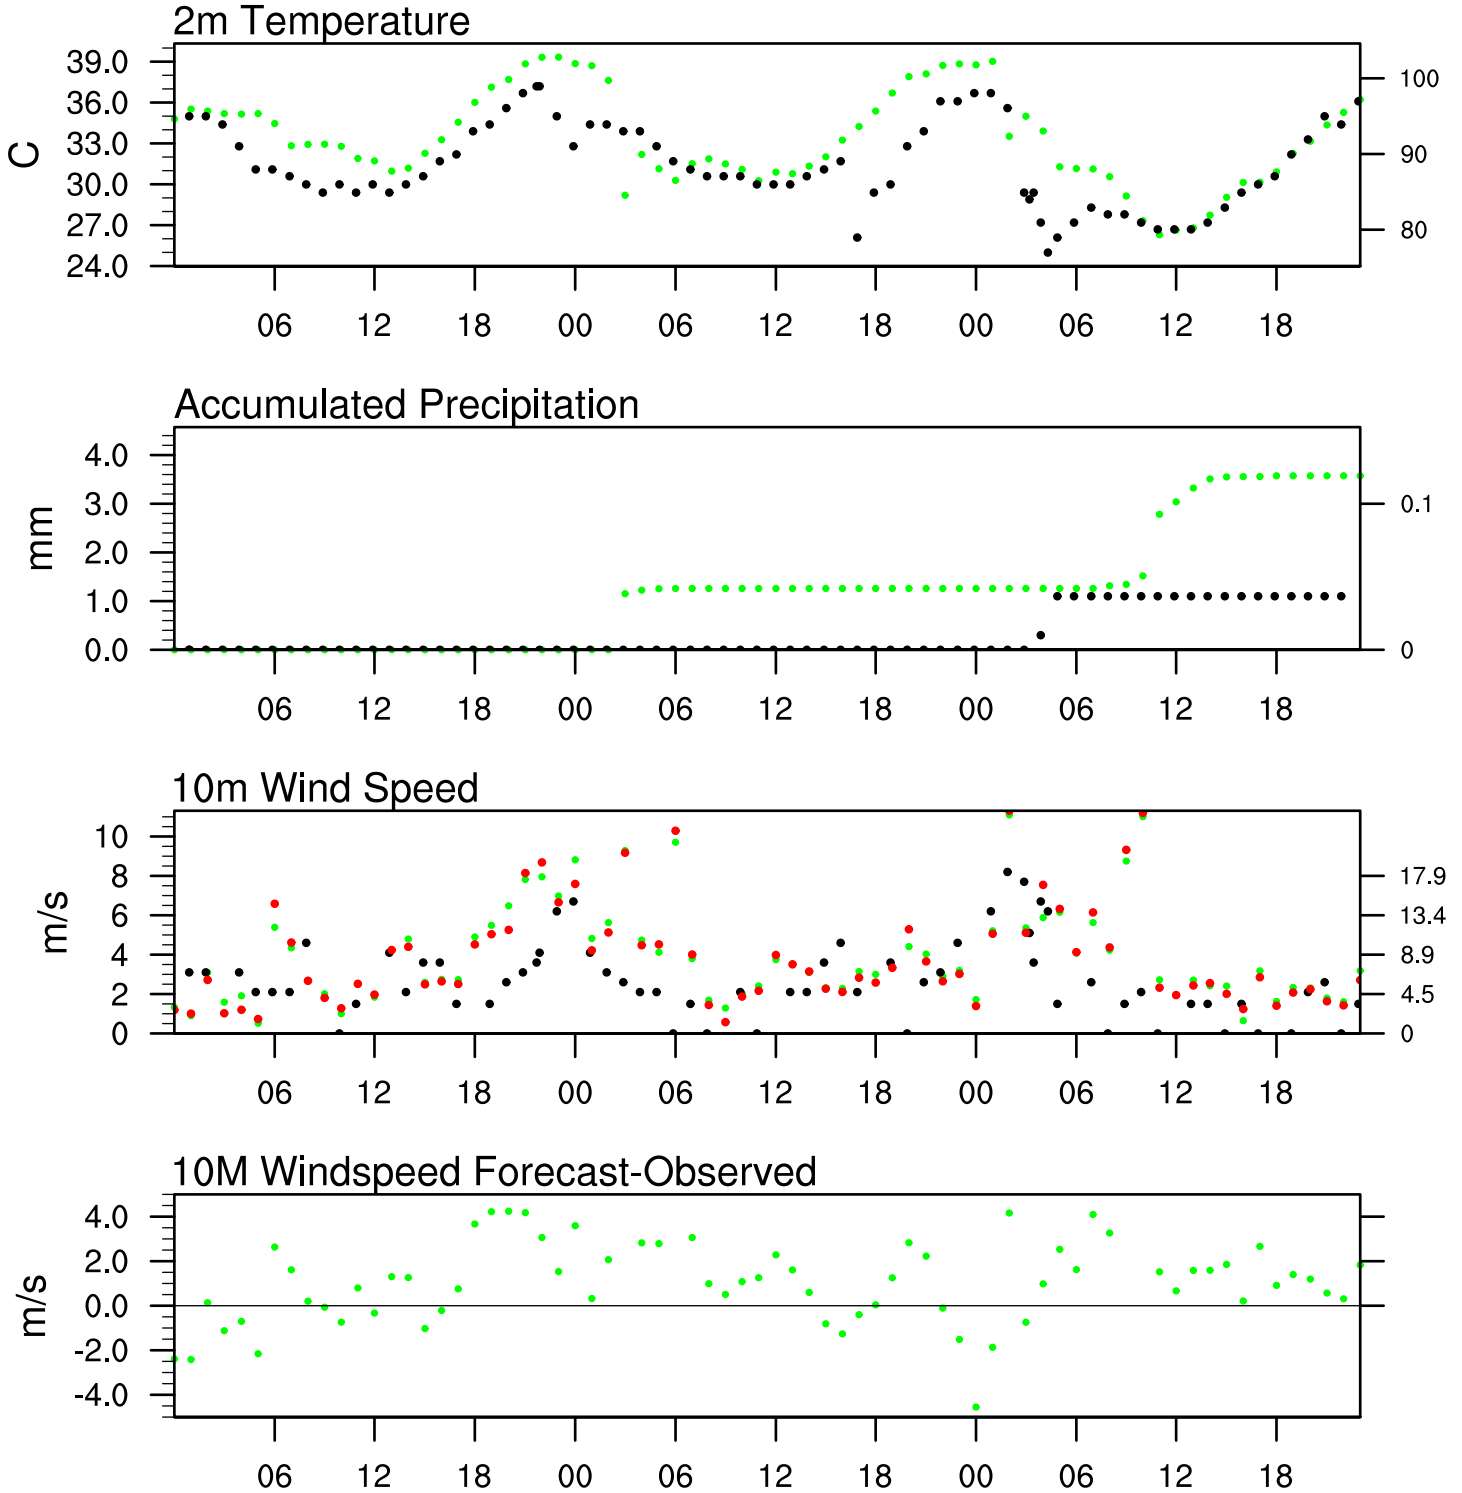 2m Temperature
39.0
36.0
33.0
30.0
27.0
24.0
C
100
90
80
06 12 18 00 06 12 18 00 06 12 18
Accumulated Precipitation
4.0
3.0
2.0
1.0
0.0
mm
0.1
0
06 12 18 00 06 12 18 00 06 12 18
10m Wind Speed
10
8
6
4
2
0
m/s
17.9
13.4
8.9
4.5
0
06 12 18 00 06 12 18 00 06 12 18
10M Windspeed Forecast-Observed
4.0
2.0
0.0
-2.0
-4.0
m/s
06 12 18 00 06 12 18 00 06 12 18